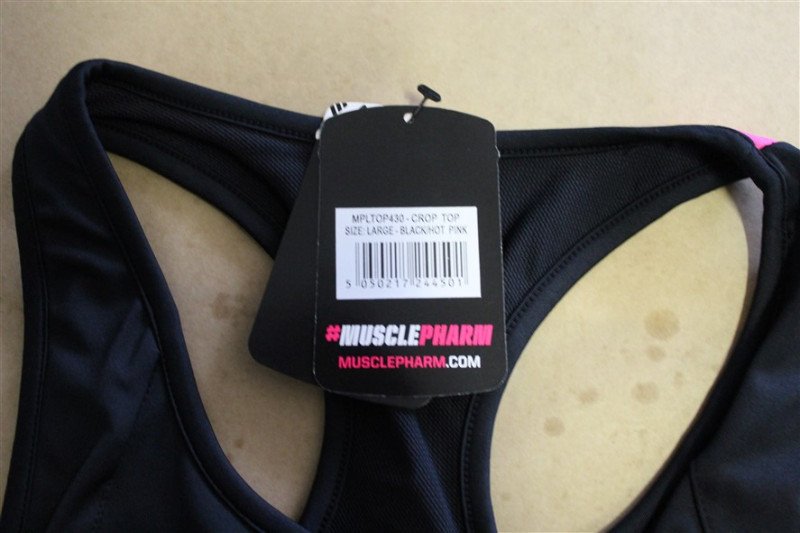 MPLTOP430 - CROP TOP
SIZE: LARGE - BLACK/HOT PINK
5 050217 244501
#MUSCLEPHARM
MUSCLEPHARM.COM